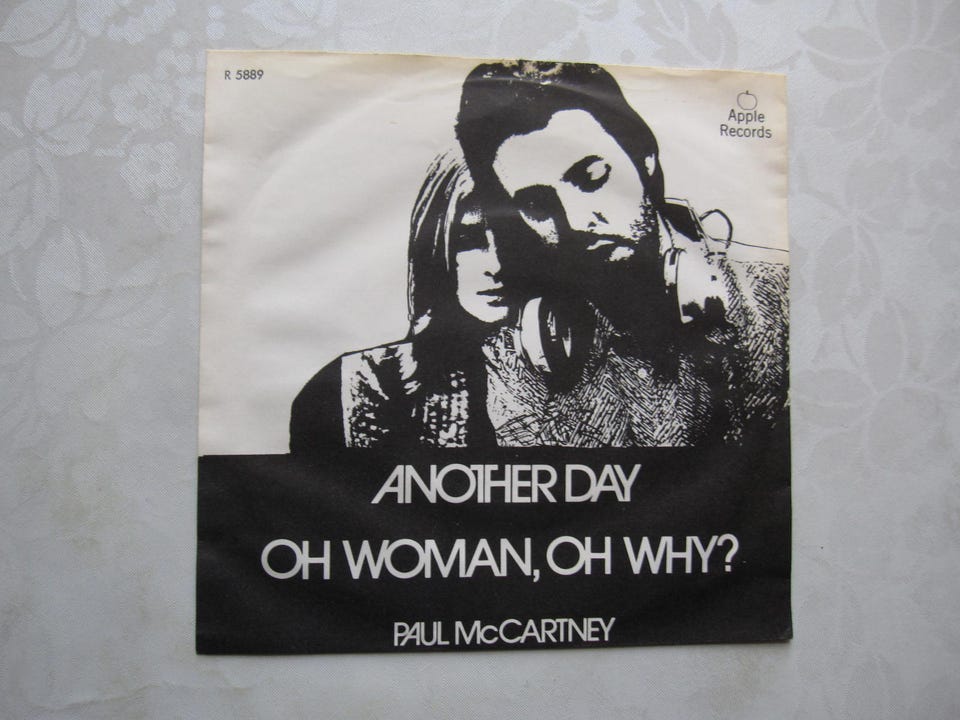 R 5889
Apple
Records
ANOTHER DAY
OH WOMAN, OH WHY?
PAUL McCARTNEY